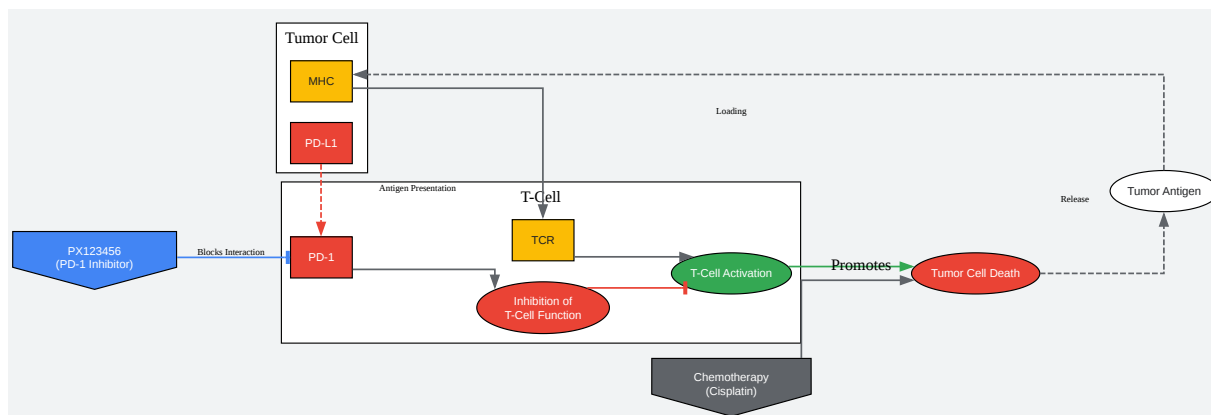 Tumor Cell
MHC
Loading
PD-L1
Antigen Presentation
T-Cell
Tumor Antigen
Release
TCR
PX123456
(PD-1 Inhibitor)
Blocks Interaction
PD-1
T-Cell Activation
Promotes
Tumor Cell Death
Inhibition of
T-Cell Function
Chemotherapy
(Cisplatin)